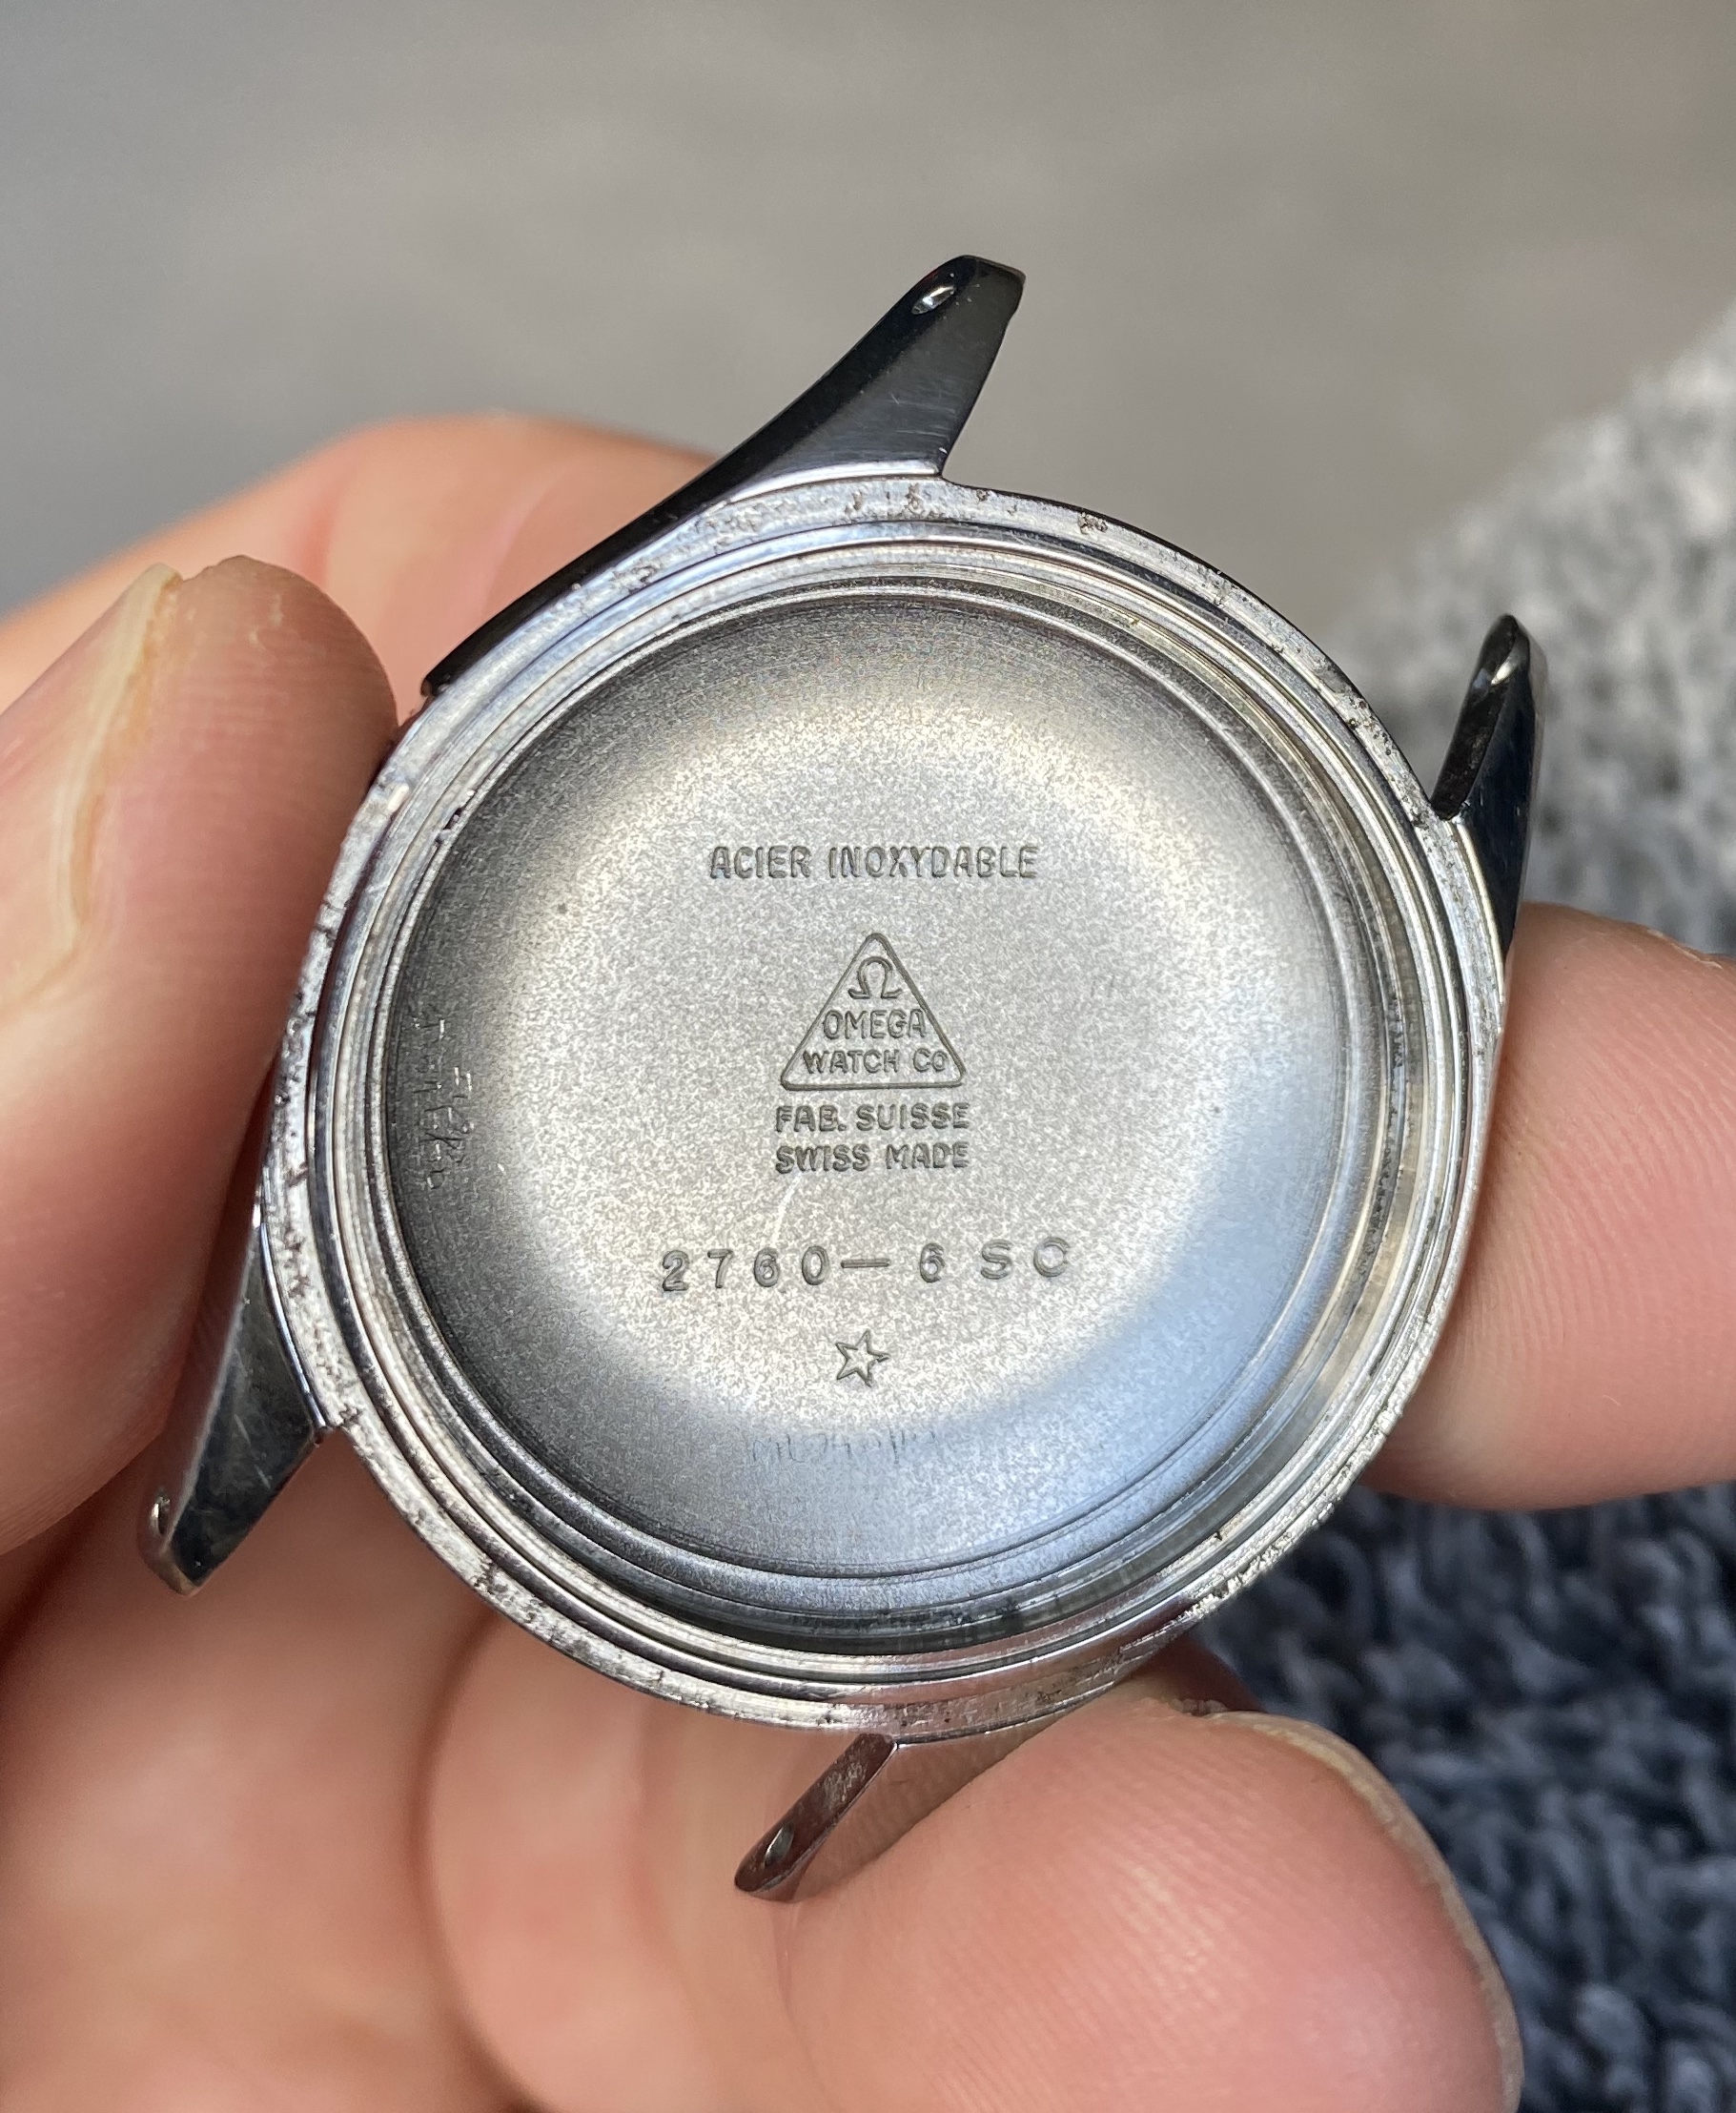 ACIER INOXYDABLE
Ω
OMEGA
WATCH CO
FAB. SUISSE
SWISS MADE
2760-6 SC